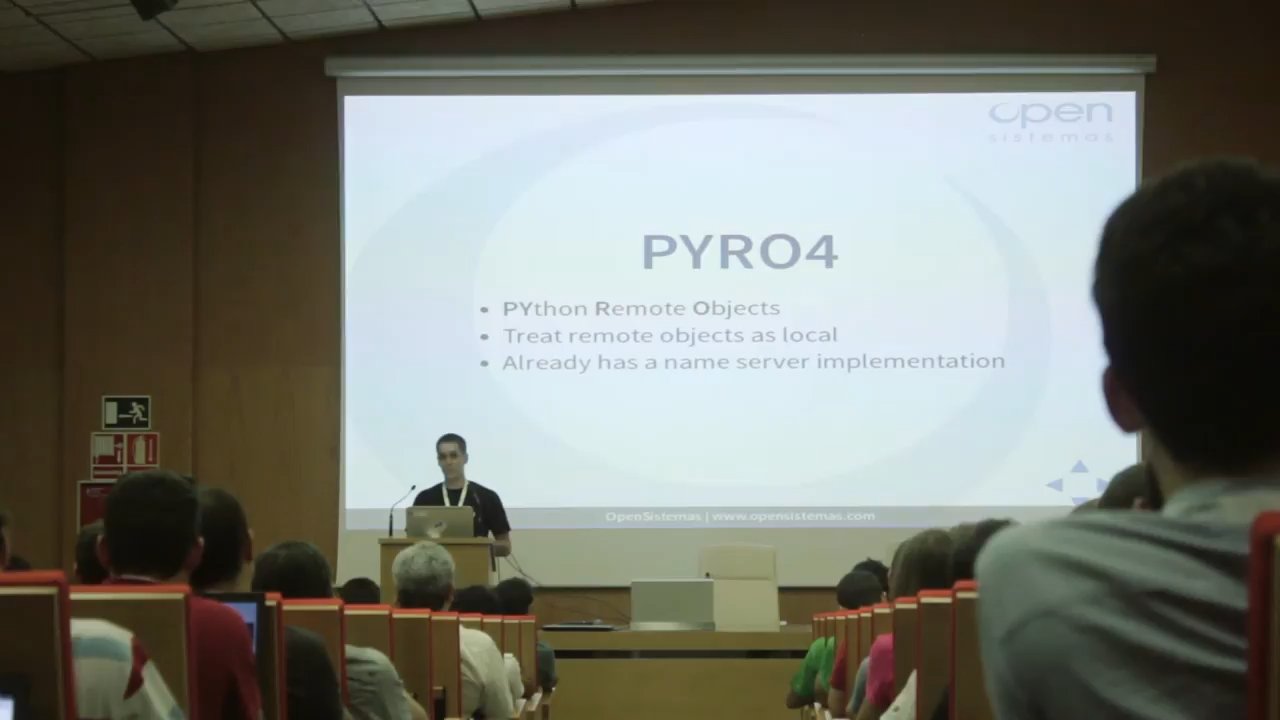 open
sistemas
PYRO4
• PYthon Remote Objects
• Treat remote objects as local
• Already has a name server implementation
OpenSistemas | www.opensistemas.com